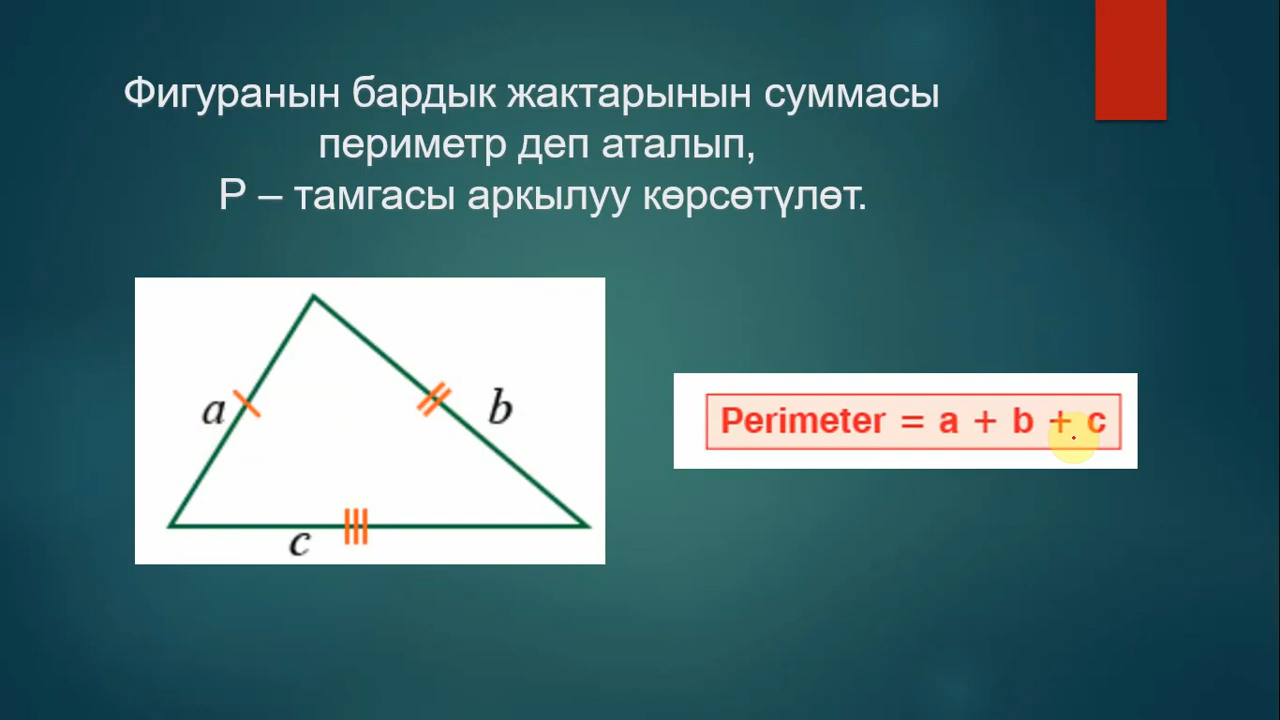 Фигуранын бардык жактарынын суммасы
периметр деп аталып,
Р – тамгасы аркылуу көрсөтүлөт.
a
b
c
Perimeter = a + b + c